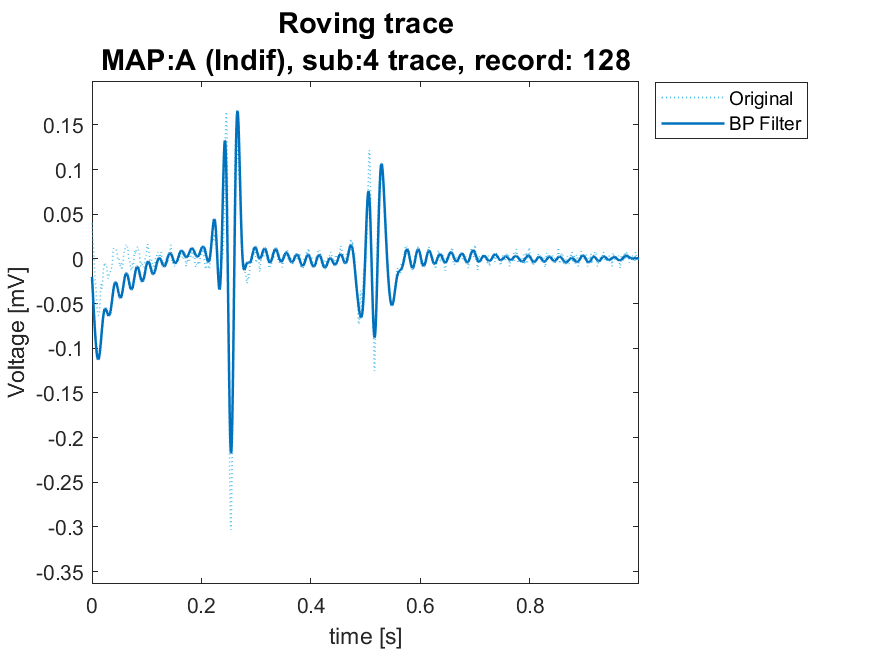 Roving trace
MAP:A (Indif), sub:4 trace, record: 128
Original
BP Filter
0.15
0.1
0.05
0
-0.05
-0.1
-0.15
-0.2
-0.25
-0.3
-0.35
Voltage [mV]
0 0.2 0.4 0.6 0.8
time [s]